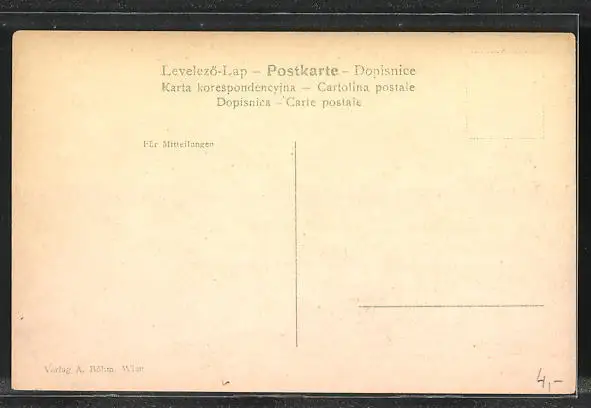 Levelező-Lap – Postkarte – Dopisnice
Karta korespondencyjna – Cartolina postale
Dopisnica – Carte postale
Für Mitteilungen
Verlag A. Böhm, Wien
4,-